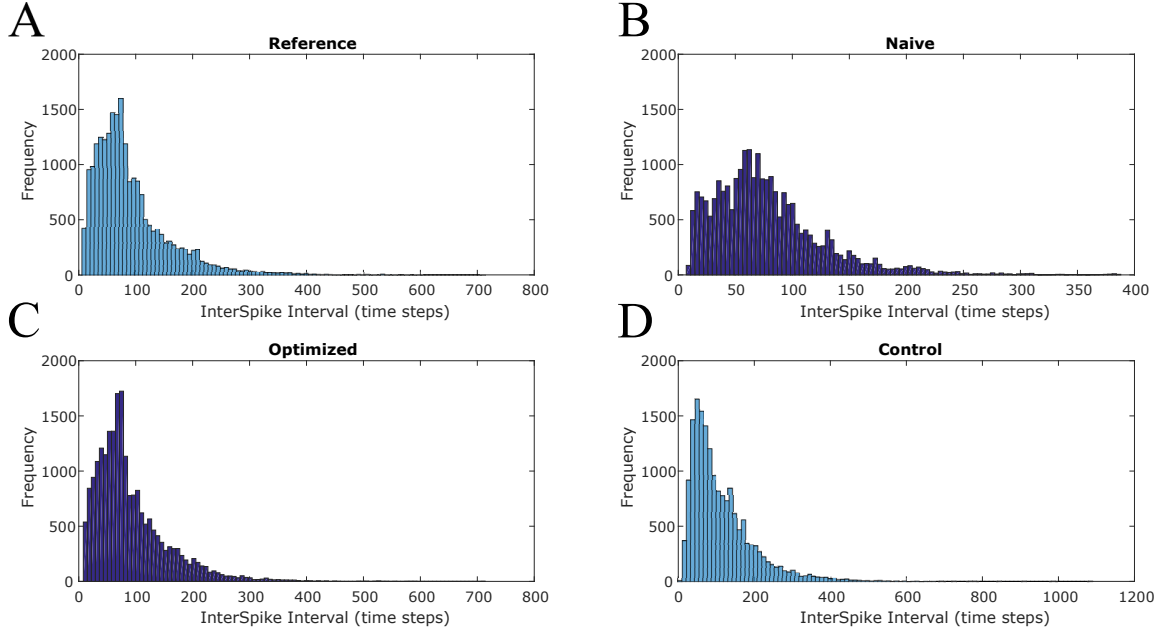 A
Reference
2000
1500
1000
500
0
Frequency
0 100 200 300 400 500 600 700 800
InterSpike Interval (time steps)
B
Naive
2000
1500
1000
500
0
Frequency
0 50 100 150 200 250 300 350 400
InterSpike Interval (time steps)
C
Optimized
2000
1500
1000
500
0
Frequency
0 100 200 300 400 500 600 700 800
InterSpike Interval (time steps)
D
Control
2000
1500
1000
500
0
Frequency
0 200 400 600 800 1000 1200
InterSpike Interval (time steps)